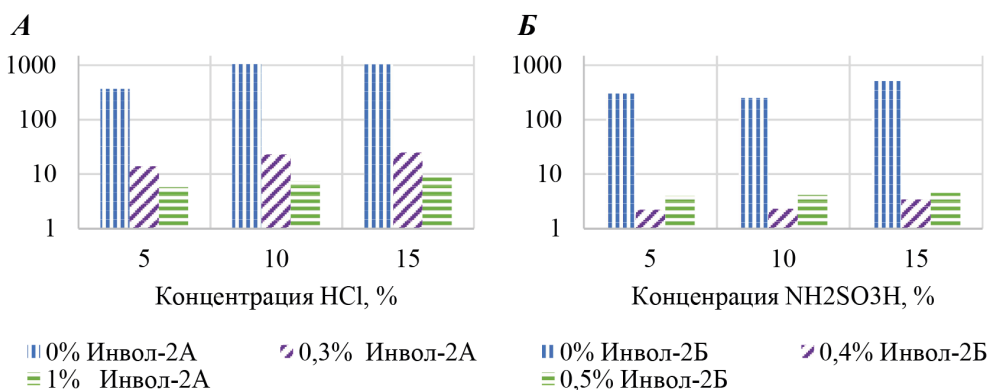 А
1000
100
10
1
5 10 15
Концентрация HCl, %
0% Инвол-2А 0,3% Инвол-2А
1% Инвол-2А
Б
1000
100
10
1
5 10 15
Конценрация NH2SO3H, %
0% Инвол-2Б 0,4% Инвол-2Б
0,5% Инвол-2Б